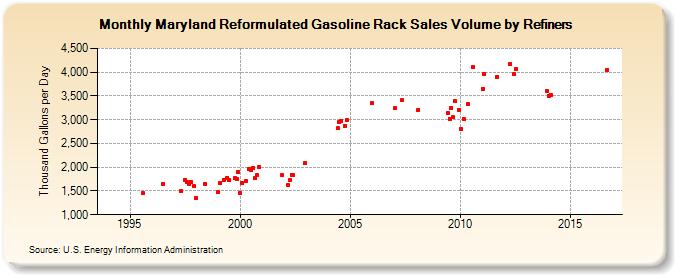 Monthly Maryland Reformulated Gasoline Rack Sales Volume by Refiners
Thousand Gallons per Day
4,500
4,000
3,500
3,000
2,500
2,000
1,500
1,000
1995 2000 2005 2010 2015
Source: U.S. Energy Information Administration